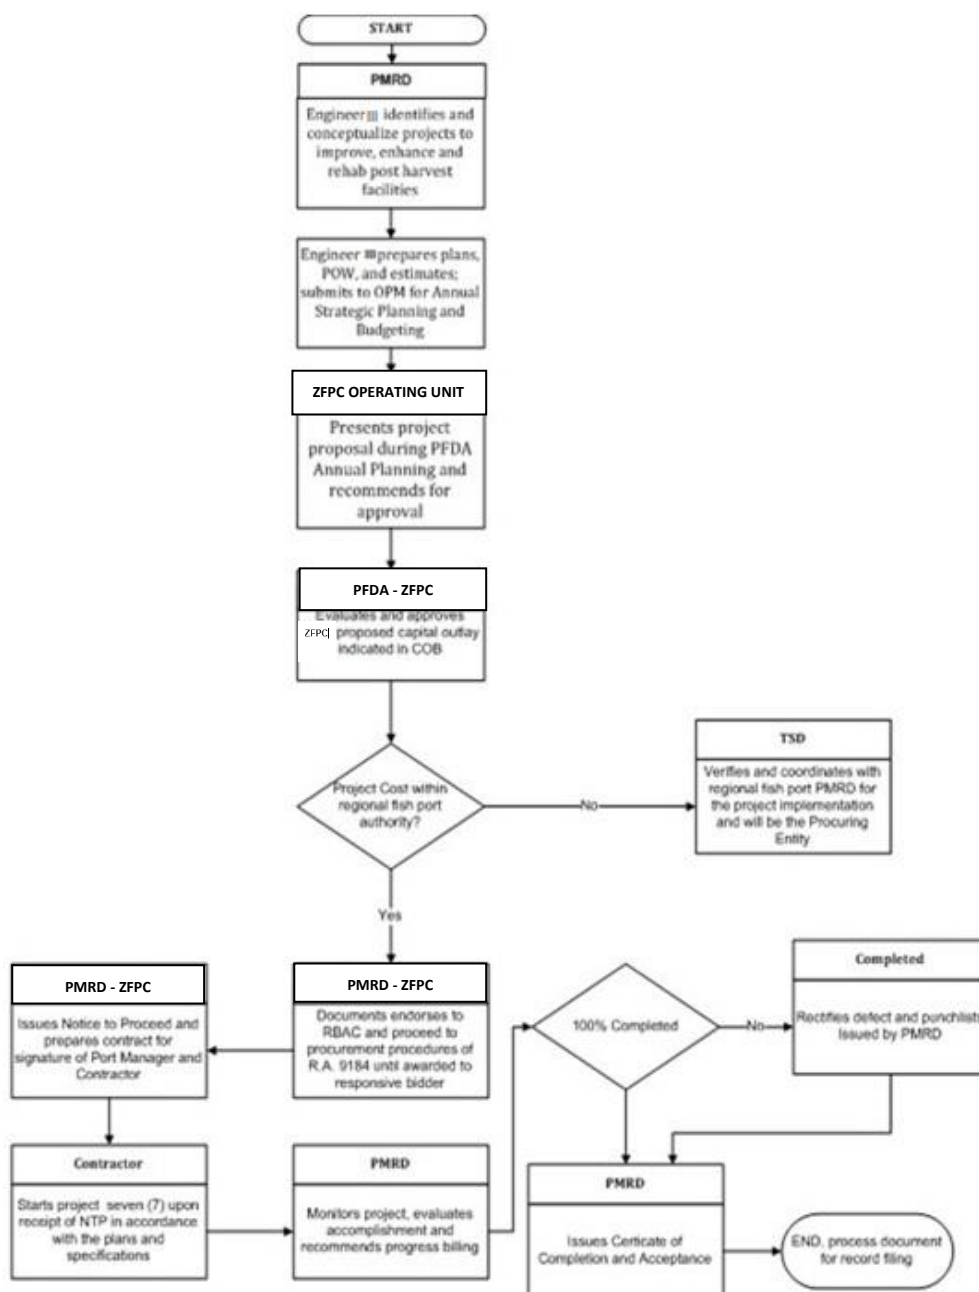 START
PMRD
Engineer III identifies and
conceptualize projects to
improve, enhance and
rehab post harvest
facilities
Engineer III prepares plans,
POW, and estimates;
submits to OPM for Annual
Strategic Planning and
Budgeting
ZFPC OPERATING UNIT
Presents project
proposal during PFDA
Annual Planning and
recommends for
approval
PFDA - ZFPC
Evaluates and approves
ZFPC proposed capital outlay
indicated in COB
Project Cost within
regional fish port
authority?
No
TSD
Verifies and coordinates with
regional fish port PMRD for
the project implementation
and will be the Procuring
Entity
Yes
PMRD - ZFPC
Documents endorses to
RBAC and proceed to
procurement procedures of
R.A. 9184 until awarded to
responsive bidder
PMRD - ZFPC
Issues Notice to Proceed and
prepares contract for
signature of Port Manager and
Contractor
Contractor
Starts project seven (7) upon
receipt of NTP in accordance
with the plans and
specifications
PMRD
Monitors project, evaluates
accomplishment and
recommends progress billing
100% Completed
No
Completed
Rectifies defect and punchlists
Issued by PMRD
PMRD
Issues Certicate of
Completion and Acceptance
END, process document
for record filing